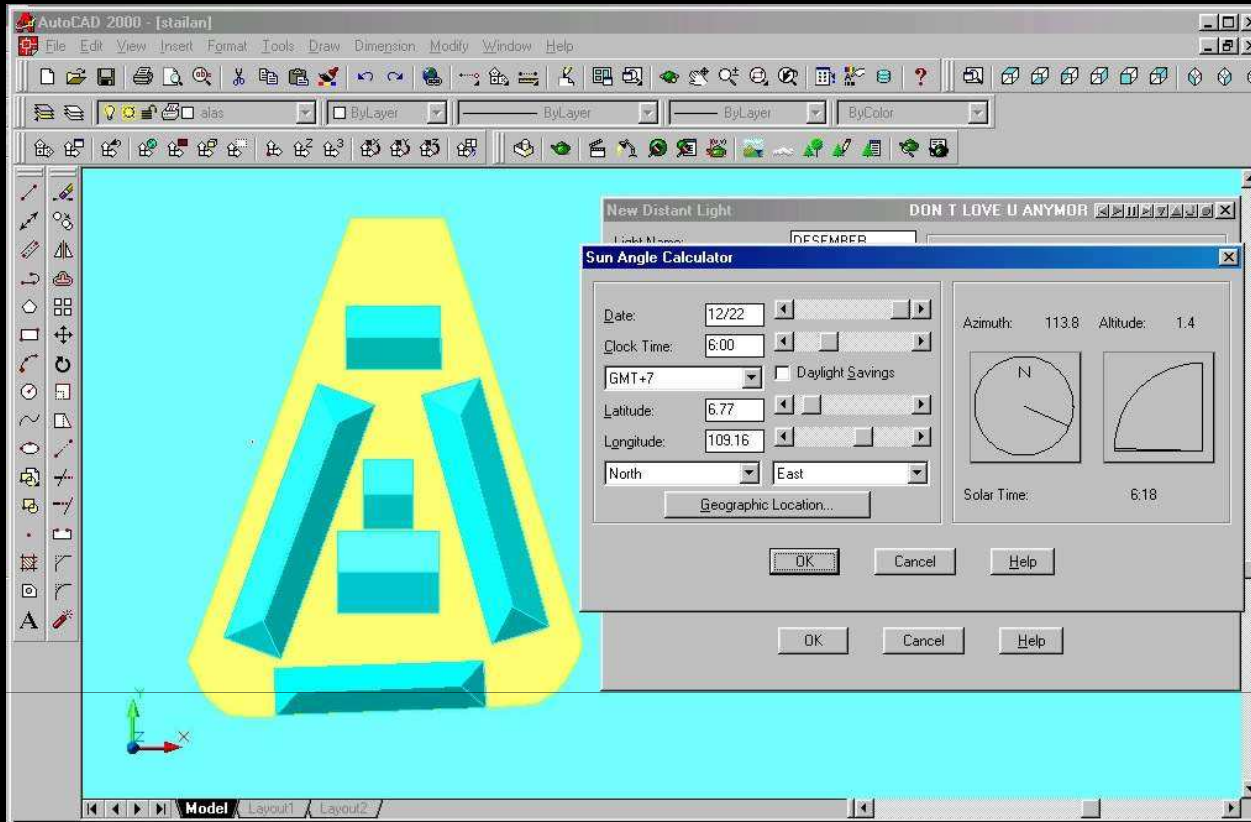 AutoCAD 2000 - [stailan]
File Edit View Insert Format Tools Draw Dimension Modify Window Help
alas ByLayer ByLayer ByLayer ByColor
New Distant Light DON T LOVE U ANYMOR
Light Name: DESEMBER
Sun Angle Calculator
Date: 12/22
Clock Time: 6:00
GMT+7 Daylight Savings
Latitude: 6.77
Longitude: 109.16
North East
Geographic Location...
Azimuth: 113.8 Altitude: 1.4
N
Solar Time: 6:18
OK Cancel Help
OK Cancel Help
A
Y
Z X
Model Layout1 Layout2